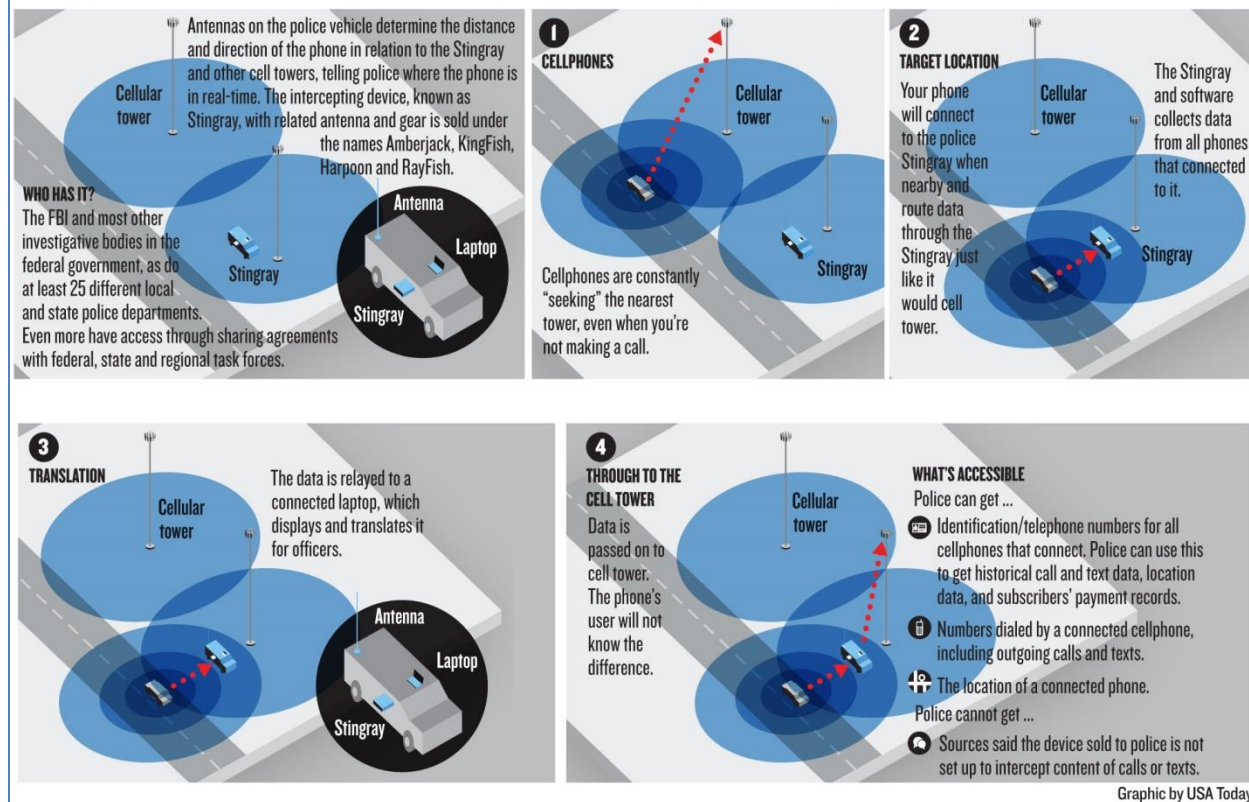 Antennas on the police vehicle determine the distance
and direction of the phone in relation to the Stingray
and other cell towers, telling police where the phone is
in real-time. The intercepting device, known as
Stingray, with related antenna and gear is sold under
the names Amberjack, KingFish,
Harpoon and RayFish.
Cellular
tower
WHO HAS IT?
The FBI and most other
investigative bodies in the
federal government, as do
at least 25 different local
and state police departments.
Even more have access through sharing agreements
with federal, state and regional task forces.
Stingray
Antenna
Laptop
Stingray
1
CELLPHONES
Cellular
tower
Stingray
Cellphones are constantly
“seeking” the nearest
tower, even when you’re
not making a call.
2
TARGET LOCATION
Your phone
will connect
to the police
Stingray when
nearby and
route data
through the
Stingray just
like it
would cell
tower.
Cellular
tower
The Stingray
and software
collects data
from all phones
that connected
to it.
Stingray
3
TRANSLATION
Cellular
tower
The data is relayed to a
connected laptop, which
displays and translates it
for officers.
Antenna
Laptop
Stingray
4
THROUGH TO THE
CELL TOWER
Data is
passed on to
cell tower.
The phone’s
user will not
know the
difference.
Cellular
tower
WHAT’S ACCESSIBLE
Police can get ...
Identification/telephone numbers for all
cellphones that connect. Police can use this
to get historical call and text data, location
data, and subscribers’ payment records.
Numbers dialed by a connected cellphone,
including outgoing calls and texts.
The location of a connected phone.
Police cannot get ...
Sources said the device sold to police is not
set up to intercept content of calls or texts.
Graphic by USA Today